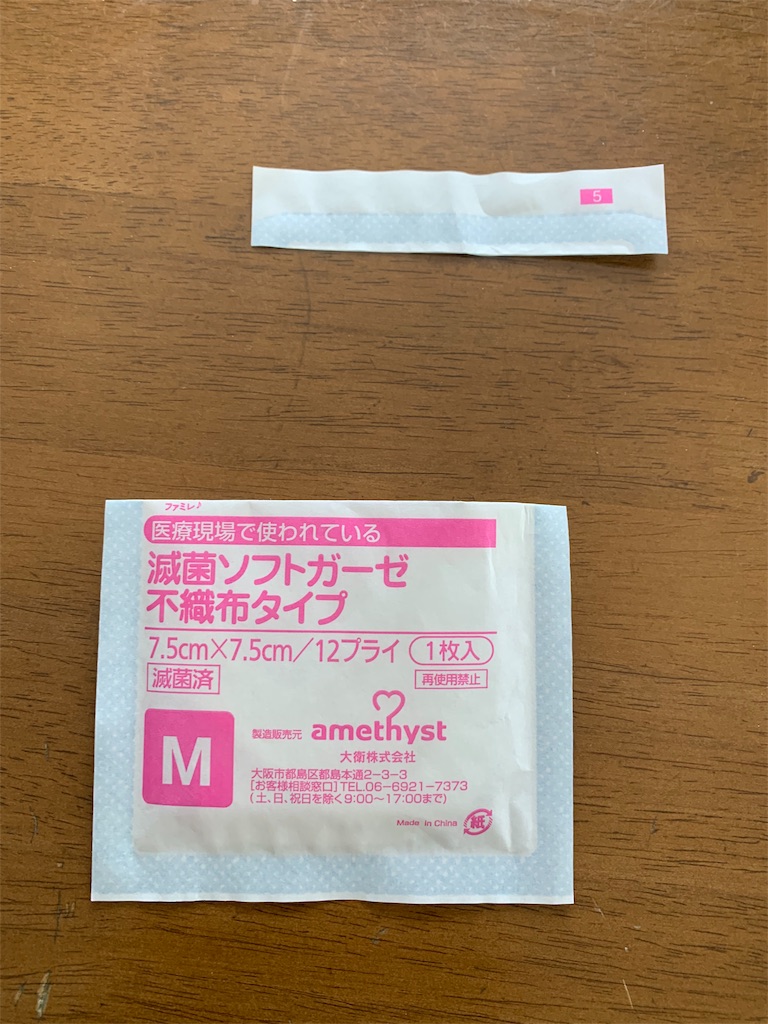 5
ファミレ♪
医療現場で使われている
滅菌ソフトガーゼ
不織布タイプ
7.5cm×7.5cm/12プライ 1枚入
滅菌済 再使用禁止
M
製造販売元 amethyst
大衛株式会社
大阪市都島区都島本通2-3-3
[お客様相談窓口]TEL.06-6921-7373
(土、日、祝日を除く9:00〜17:00まで)
Made in China 紙